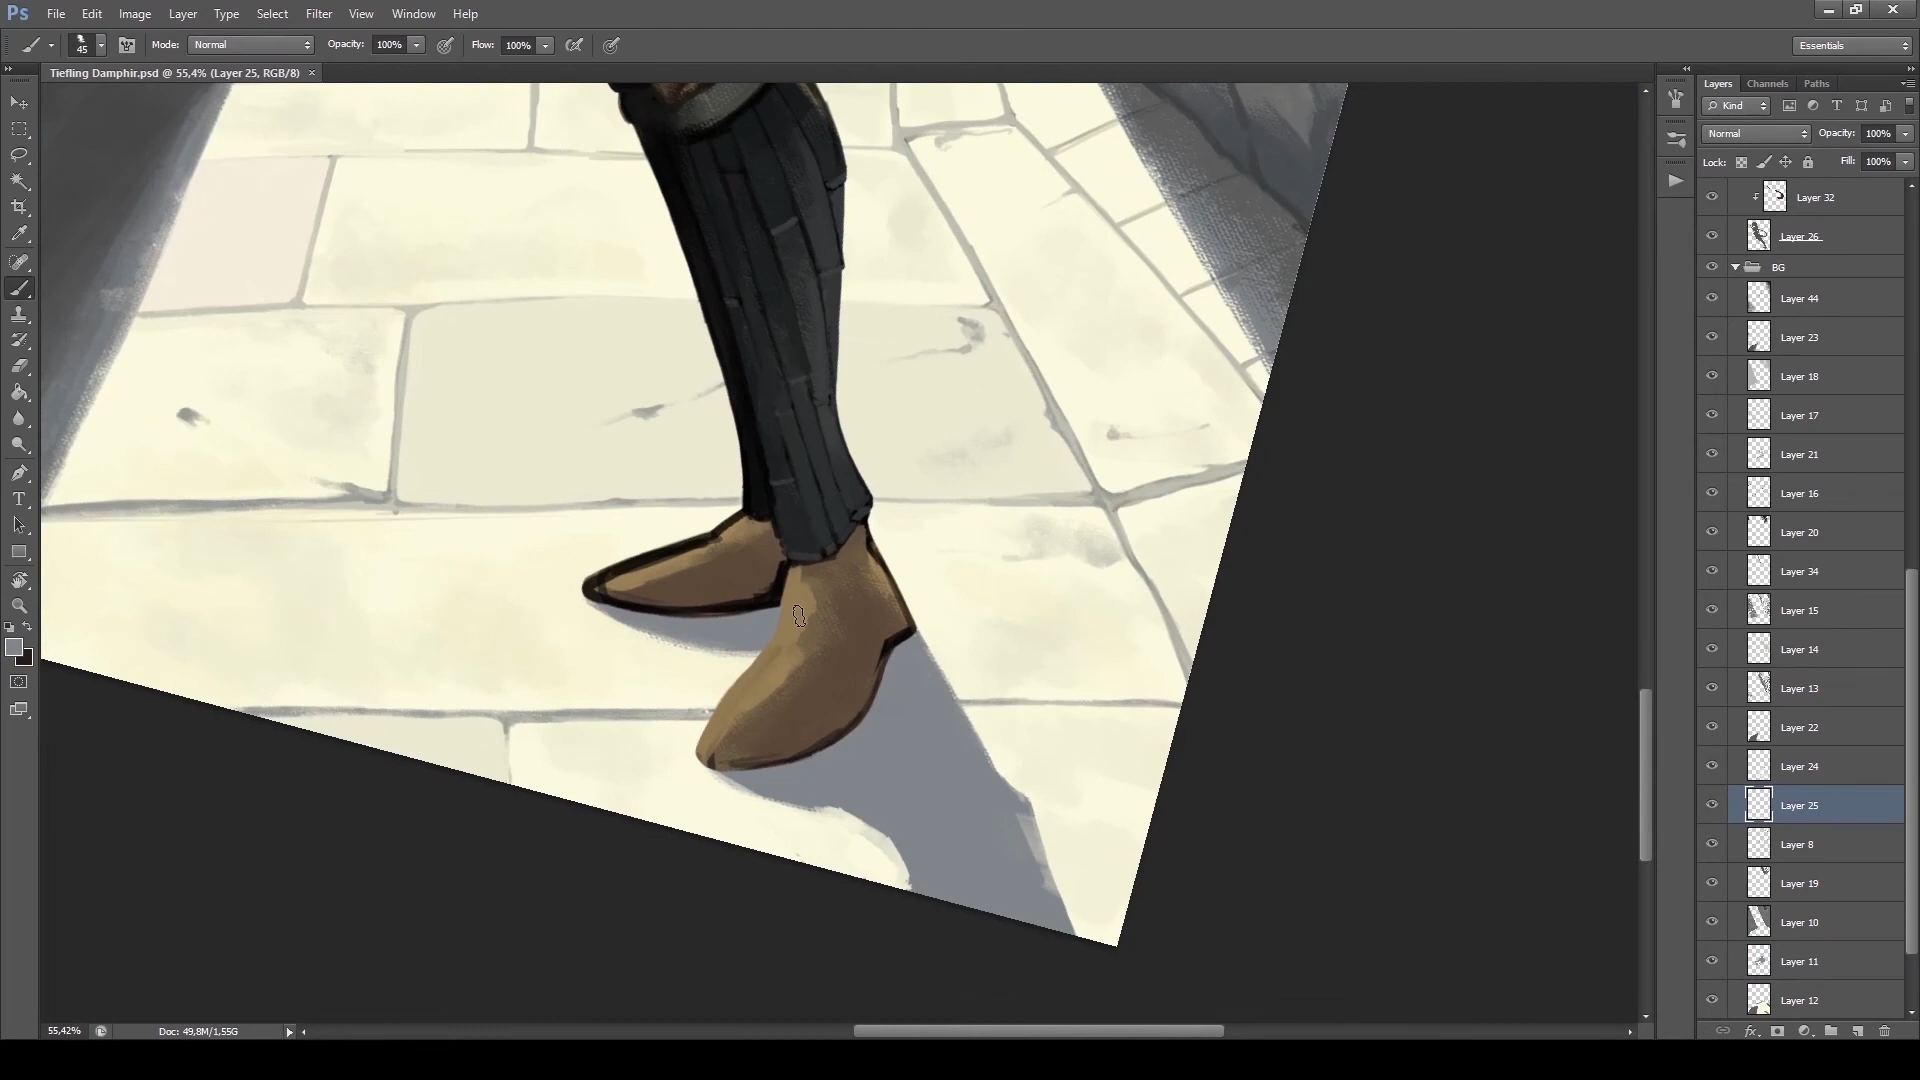 Ps File Edit Image Layer Type Select Filter View Window Help
45 Mode: Normal Opacity: 100% Flow: 100% Essentials
Tiefling Damphir.psd @ 55,4% (Layer 25, RGB/8) ×
Layers Channels Paths
Kind
Normal Opacity: 100%
Lock: Fill: 100%
Layer 32
Layer 26
BG
Layer 44
Layer 23
Layer 18
Layer 17
Layer 21
Layer 16
Layer 20
Layer 34
Layer 15
Layer 14
Layer 13
Layer 22
Layer 24
Layer 25
Layer 8
Layer 19
Layer 10
Layer 11
Layer 12
55,42% Doc: 49,8M/1,55G